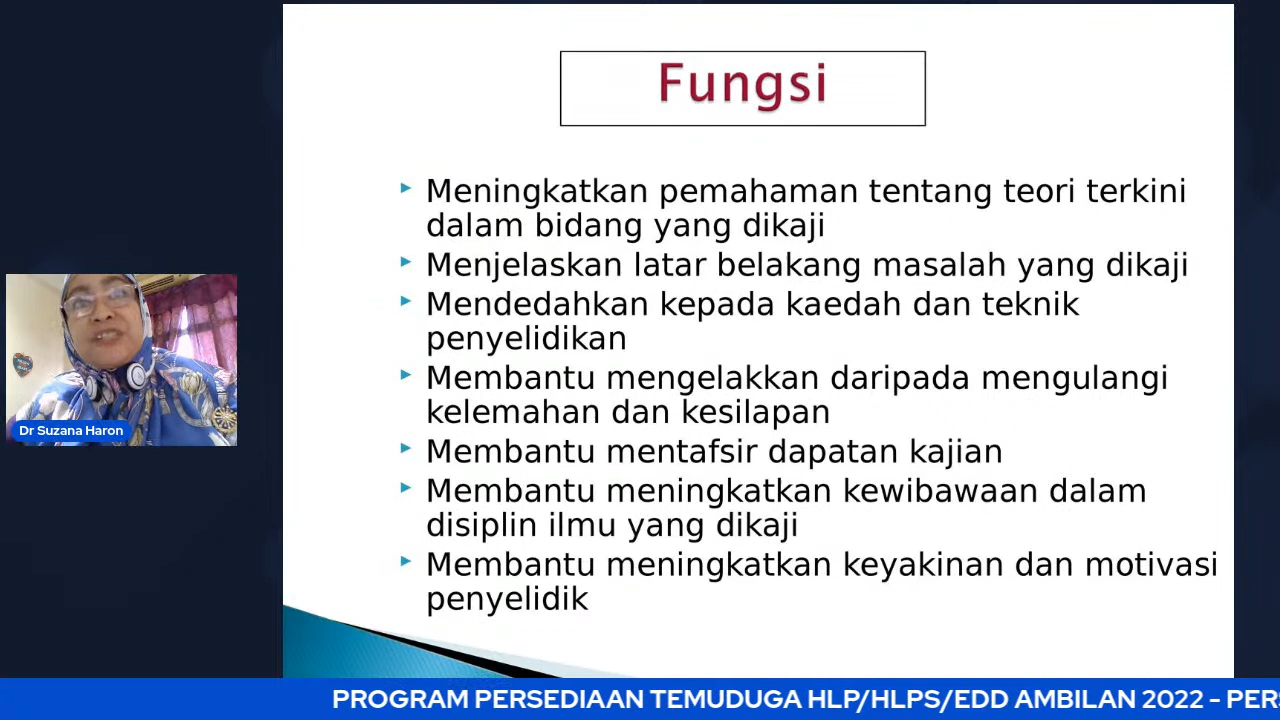 Fungsi
Meningkatkan pemahaman tentang teori terkini
dalam bidang yang dikaji
Menjelaskan latar belakang masalah yang dikaji
Mendedahkan kepada kaedah dan teknik
penyelidikan
Membantu mengelakkan daripada mengulangi
kelemahan dan kesilapan
Membantu mentafsir dapatan kajian
Membantu meningkatkan kewibawaan dalam
disiplin ilmu yang dikaji
Membantu meningkatkan keyakinan dan motivasi
penyelidik
Dr Suzana Haron
PROGRAM PERSEDIAAN TEMUDUGA HLP/HLPS/EDD AMBILAN 2022 - PER